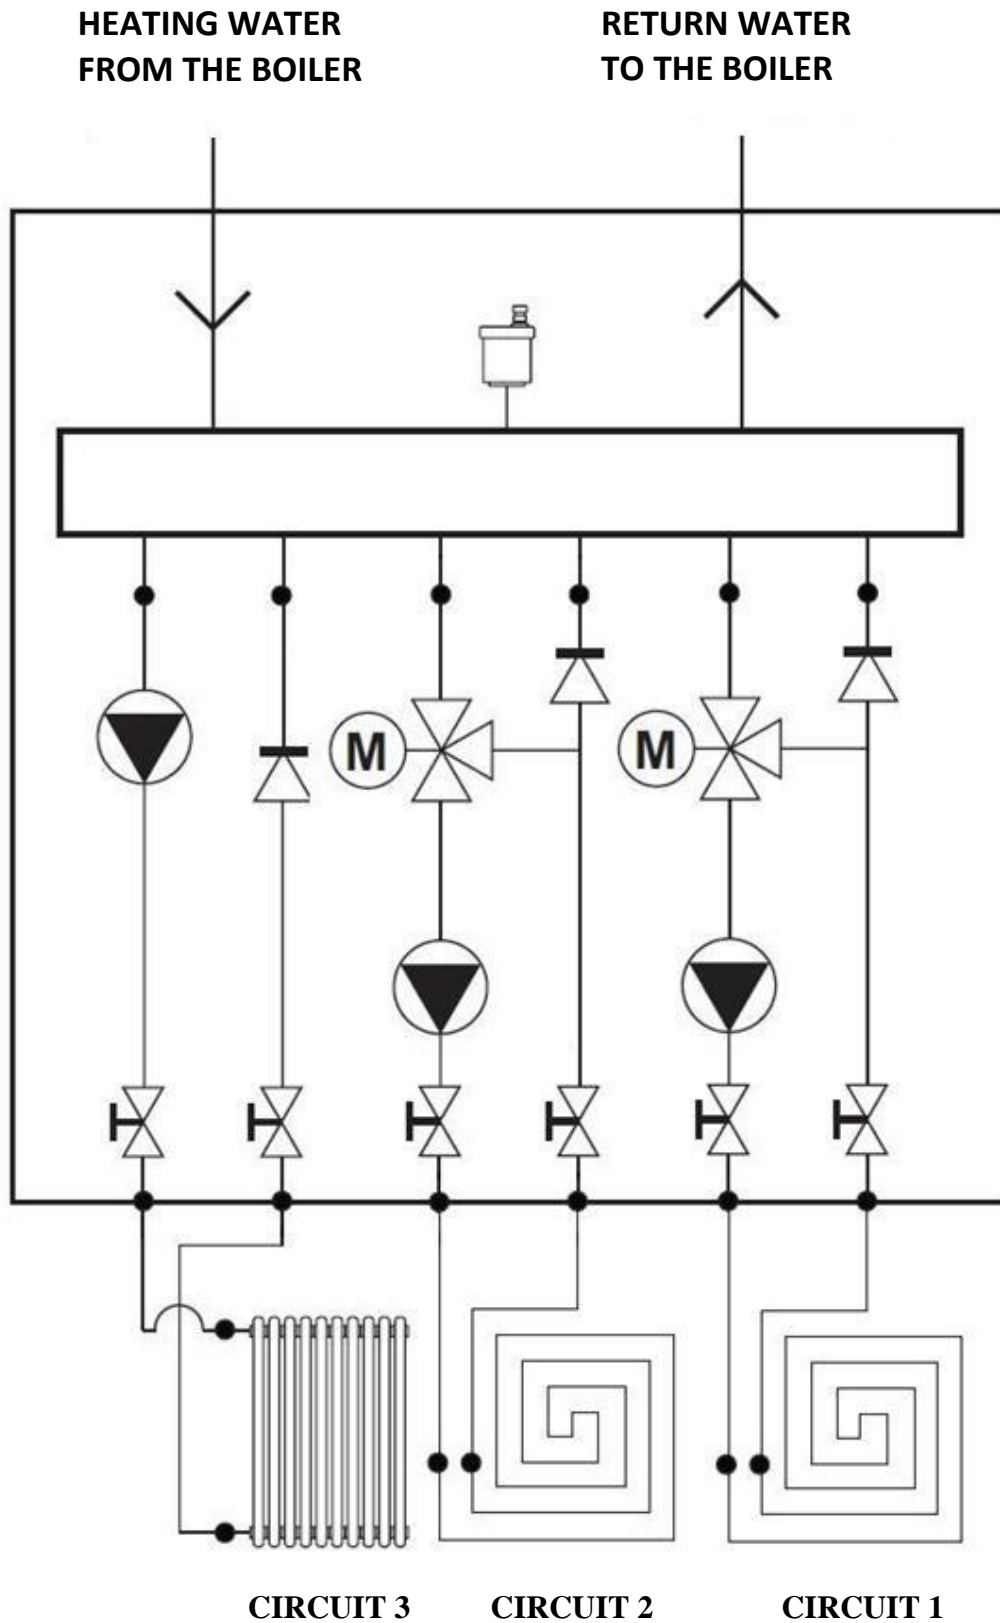 HEATING WATER
FROM THE BOILER
RETURN WATER
TO THE BOILER
M
M
CIRCUIT 3
CIRCUIT 2
CIRCUIT 1